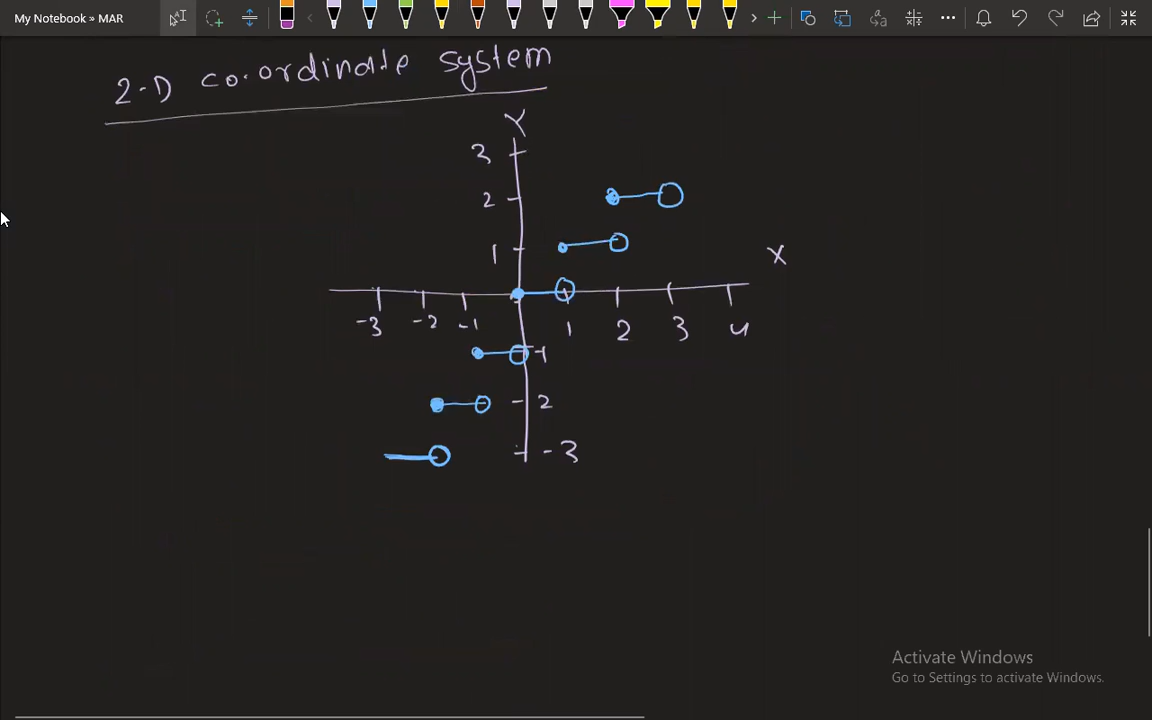 My Notebook » MAR
2-D co-ordinate system
Y
3
2
1
X
-3 -2 -1 1 2 3 4
-1
- 2
- 3
Activate Windows
Go to Settings to activate Windows.